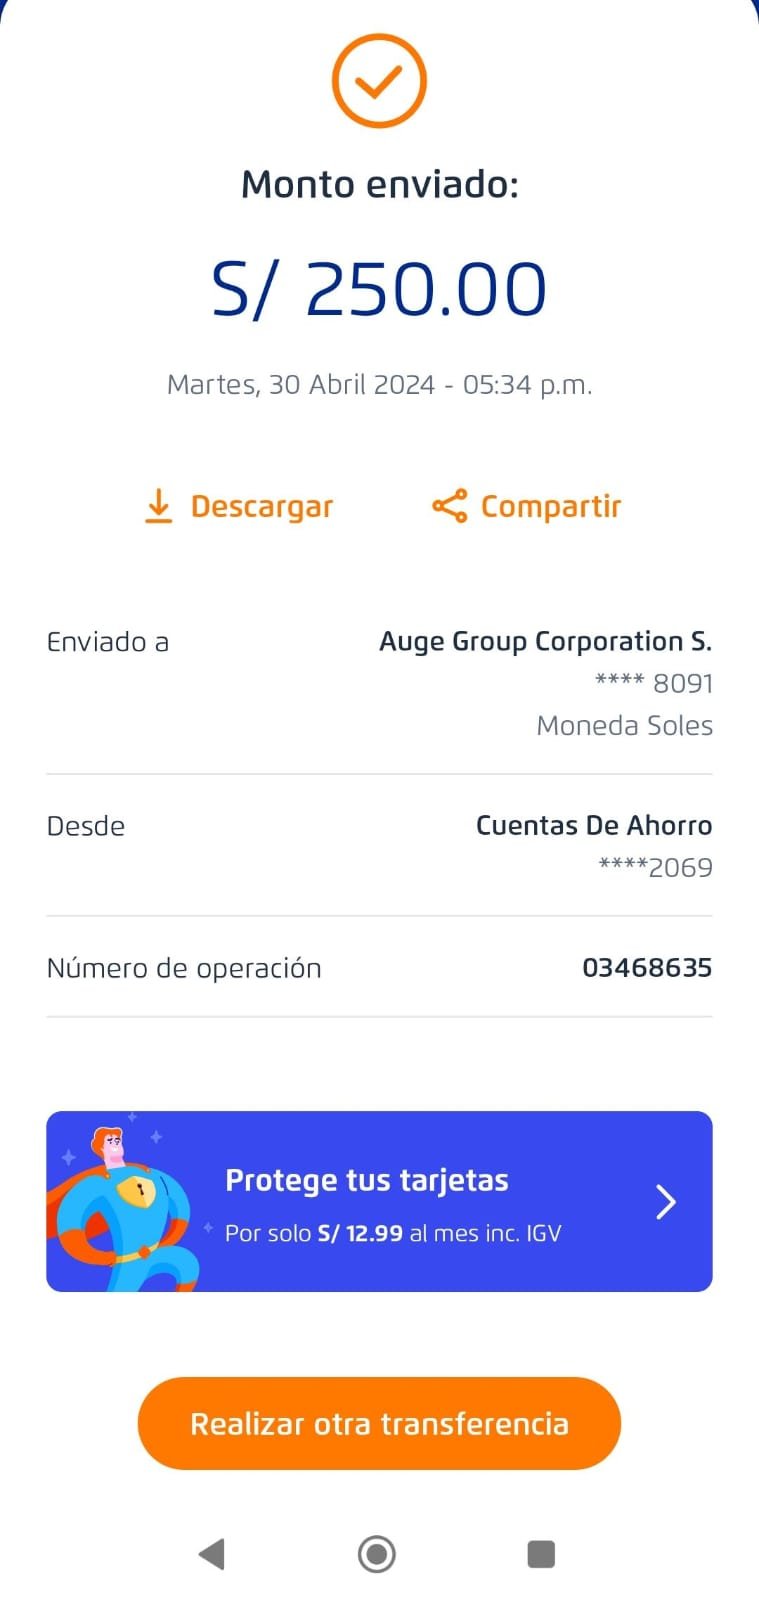 Monto enviado:
S/ 250.00
Martes, 30 Abril 2024 - 05:34 p.m.
Descargar Compartir
Enviado a Auge Group Corporation S.
**** 8091
Moneda Soles
Desde Cuentas De Ahorro
****2069
Número de operación 03468635
Protege tus tarjetas
Por solo S/ 12.99 al mes inc. IGV
Realizar otra transferencia